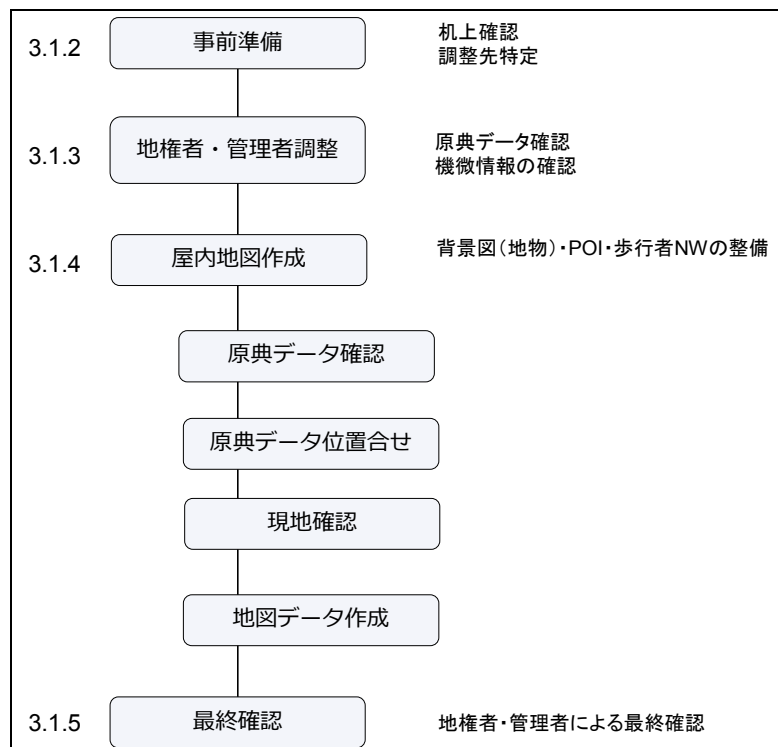 3.1.2
事前準備
机上確認
調整先特定
3.1.3
地権者・管理者調整
原典データ確認
機微情報の確認
3.1.4
屋内地図作成
背景図(地物)・POI・歩行者NWの整備
原典データ確認
原典データ位置合せ
現地確認
地図データ作成
3.1.5
最終確認
地権者・管理者による最終確認